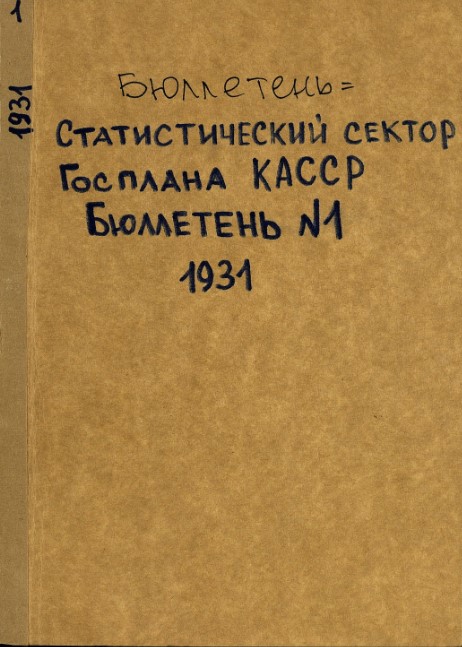 1
1931
Бюллетень=
Статистический сектор
Госплана КАССР
Бюллетень N1
1931